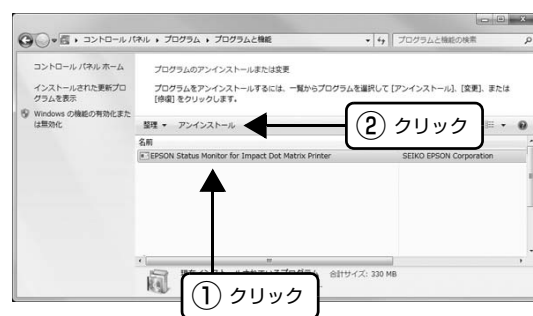 コントロール パネル ▸ プログラム ▸ プログラムと機能
プログラムと機能の検索
コントロール パネル ホーム
インストールされた更新プロ
グラムを表示
Windows の機能の有効化また
は無効化
プログラムのアンインストールまたは変更
プログラムをアンインストールするには、一覧からプログラムを選択して [アンインストール]、[変更]、または
[修復] をクリックします。
整理 ▾ アンインストール
② クリック
名前
EPSON Status Monitor for Impact Dot Matrix Printer SEIKO EPSON Corporation
合計サイズ: 330 MB
① クリック